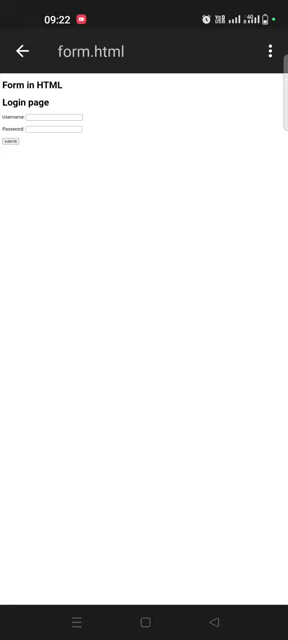 09:22
form.html
Form in HTML
Login page
Username:
Password:
submit